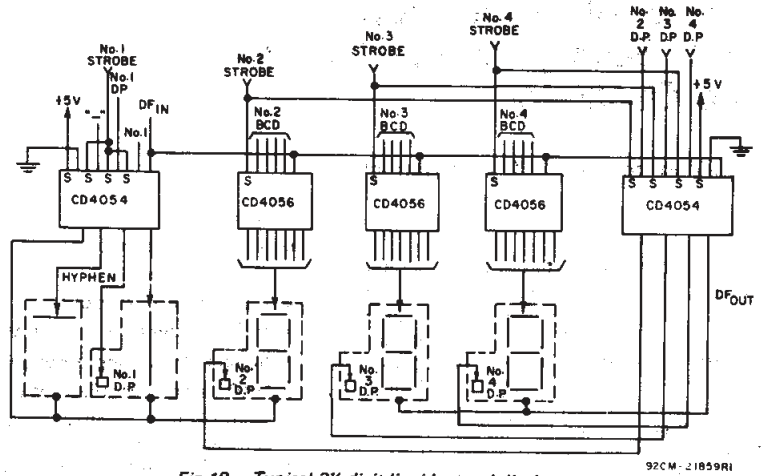 No. 1
STROBE
No. 1
DP
+5V
"–"
DF IN
No. 1
No. 2
STROBE
No. 2
BCD
No. 3
STROBE
No. 3
BCD
No. 4
STROBE
No. 4
BCD
No.
2
D.P.
No.
3
D.P
No.
4
D.P
+5V
S S S S
CD4054
S
CD4056
S
CD4056
S
CD4056
S S S S S
CD4054
HYPHEN
DF OUT
No. 1
D.P.
No.
2
D.P.
No.
3
D.P.
No.
4
D.P.
92CM-21859R1